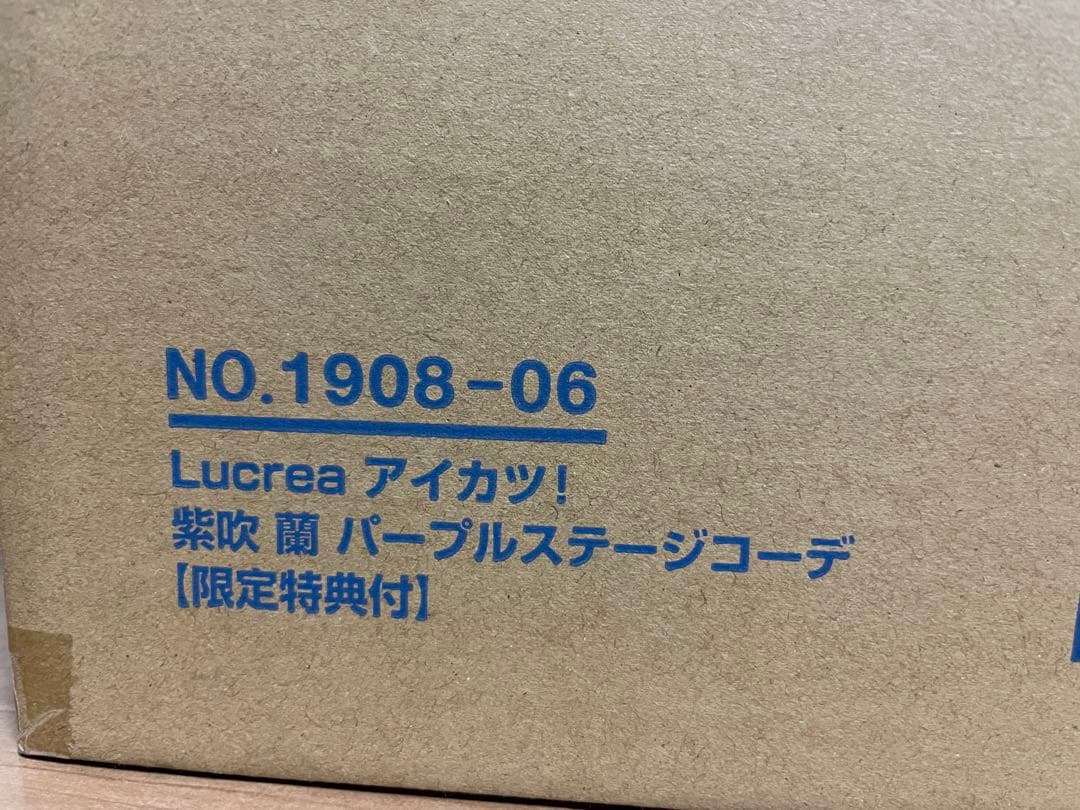 NO.1908-06
Lucrea アイカツ!
紫吹 蘭 パープルステージコーデ
【限定特典付】